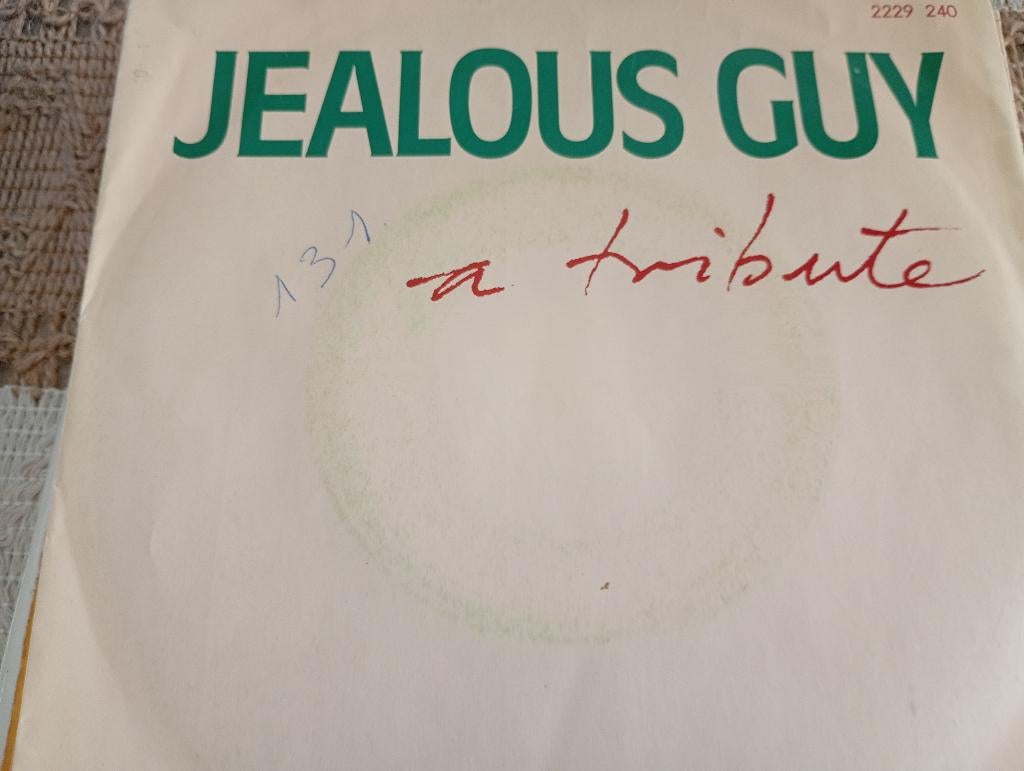 2229 240
JEALOUS GUY
131
a tribute